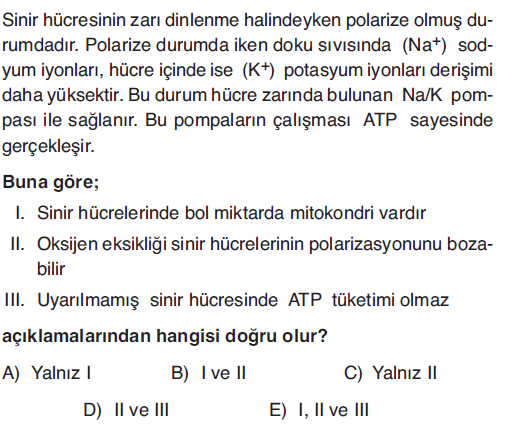 Sinir hücresinin zarı dinlenme halindeyken polarize olmuş du-
rumdadır. Polarize durumda iken doku sıvısında (Na⁺) sod-
yum iyonları, hücre içinde ise (K⁺) potasyum iyonları derişimi
daha yüksektir. Bu durum hücre zarında bulunan Na/K pom-
pası ile sağlanır. Bu pompaların çalışması ATP sayesinde
gerçekleşir.
Buna göre;
I. Sinir hücrelerinde bol miktarda mitokondri vardır
II. Oksijen eksikliği sinir hücrelerinin polarizasyonunu boza-
bilir
III. Uyarılmamış sinir hücresinde ATP tüketimi olmaz
açıklamalarından hangisi doğru olur?
A) Yalnız I B) I ve II C) Yalnız II
D) II ve III E) I, II ve III